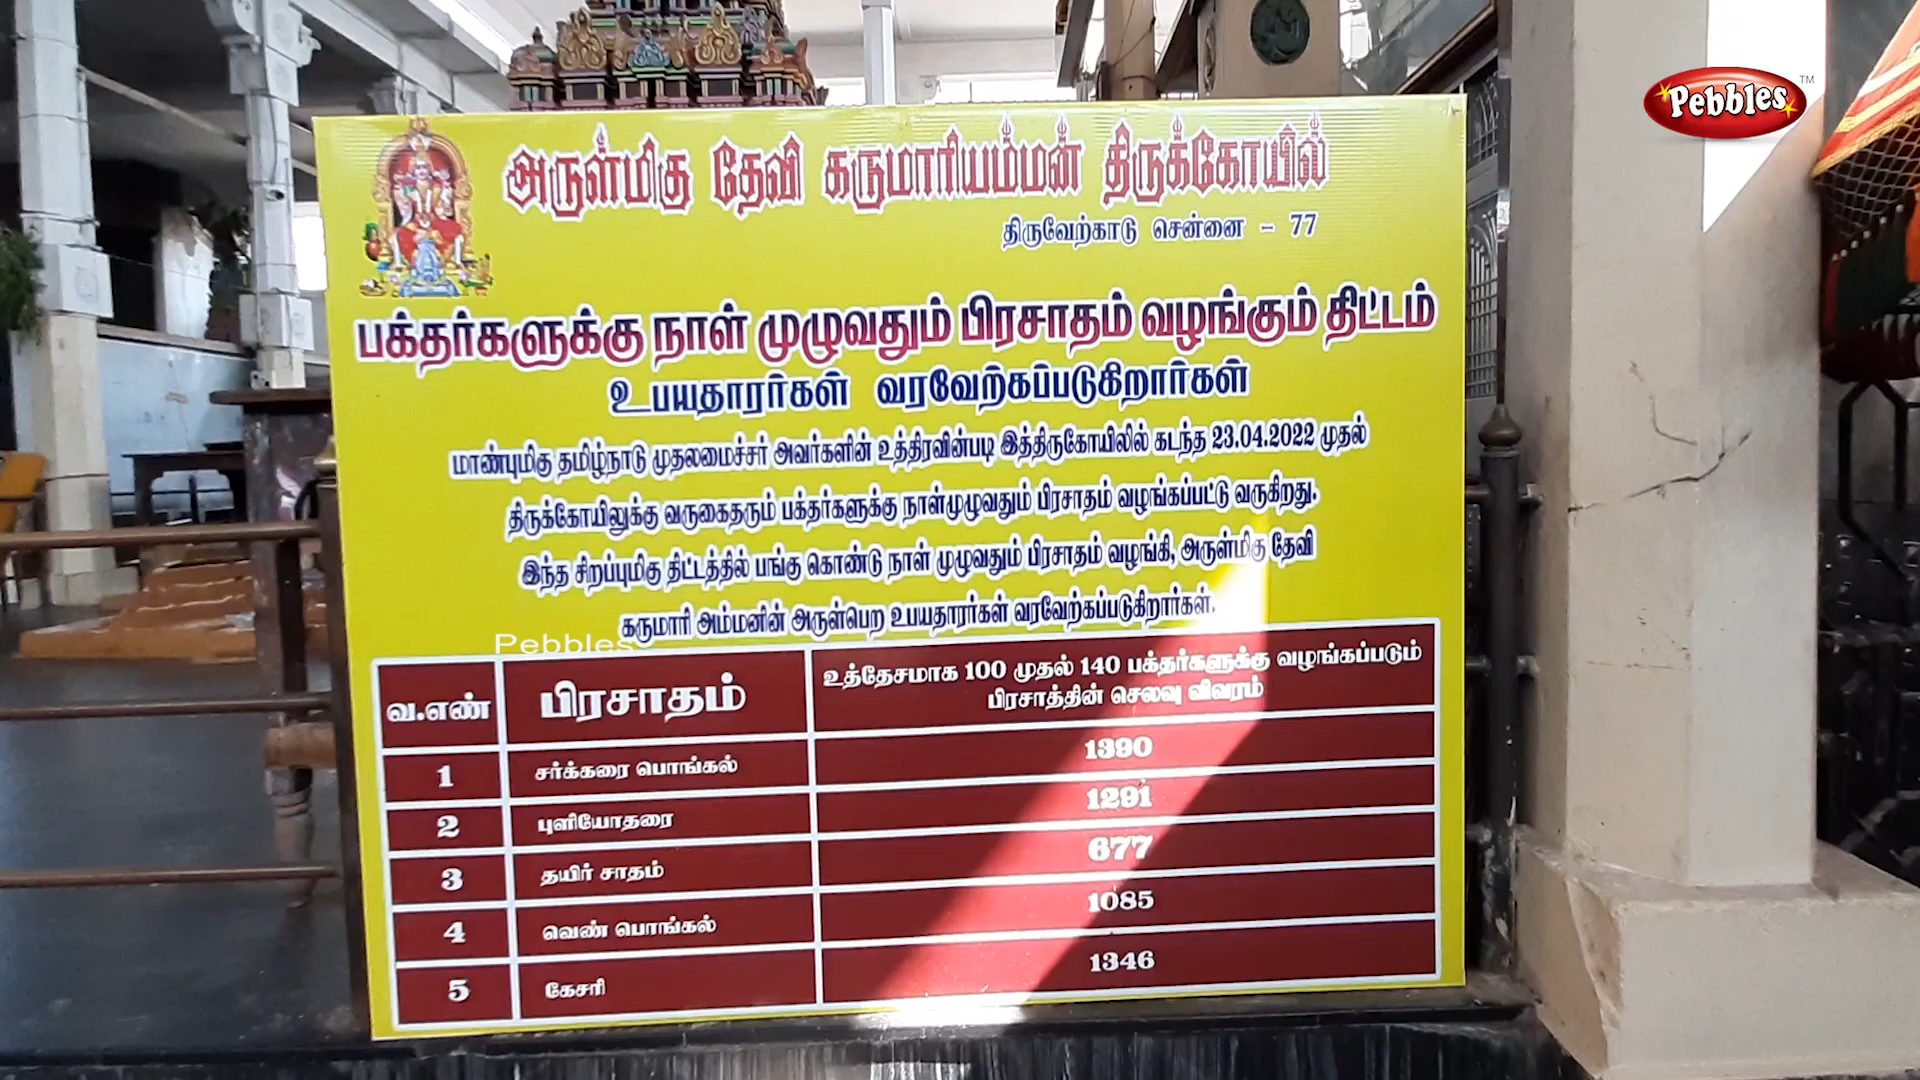 அருள்மிகு தேவி கருமாரியம்மன் திருக்கோயில்
திருவேற்காடு சென்னை - 77
பக்தர்களுக்கு நாள் முழுவதும் பிரசாதம் வழங்கும் திட்டம்
உபயதாரர்கள் வரவேற்கப்படுகிறார்கள்
மாண்புமிகு தமிழ்நாடு முதலமைச்சர் அவர்களின் உத்திரவின்படி இத்திருகோயிலில் கடந்த 23.04.2022 முதல்
திருக்கோயிலுக்கு வருகைதரும் பக்தர்களுக்கு நாள்முழுவதும் பிரசாதம் வழங்கப்பட்டு வருகிறது.
இந்த சிறப்புமிகு திட்டத்தில் பங்கு கொண்டு நாள் முழுவதும் பிரசாதம் வழங்கி, அருள்மிகு தேவி
கருமாரி அம்மனின் அருள்பெற உபயதாரர்கள் வரவேற்கப்படுகிறார்கள்.
வ.எண் பிரசாதம் உத்தேசமாக 100 முதல் 140 பக்தர்களுக்கு வழங்கப்படும்
பிரசாத்தின் செலவு விவரம்
1 சர்க்கரை பொங்கல் 1390
2 புளியோதரை 1291
3 தயிர் சாதம் 677
4 வெண் பொங்கல் 1085
5 கேசரி 1346
Pebbles
Pebbles TM